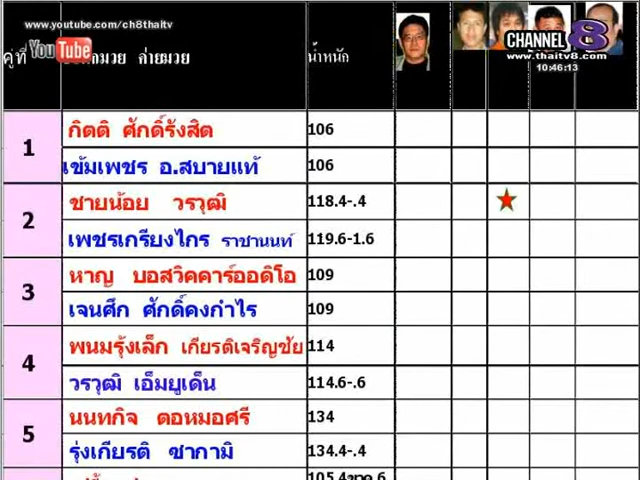 www.youtube.com/ch8thaitv
You Tube
CHANNEL 8
www.thaitv8.com
10:46:13
คู่ที่ ค่ายมวย น้ำหนัก
1 กิตติ ศักดิ์รังสิต 106
เข้มเพชร อ.สบายแท้ 106
2 ชายน้อย วรวุฒิ 118.4-.4
เพชรเกรียงไกร ราชานนท์ 119.6-1.6
3 หาญ บอสวิคคาร์ออดิโอ 109
เจนศึก ศักดิ์คงกำไร 109
4 พนมรุ้งเล็ก เกียรติเจริญชัย 114
วรวุฒิ เอ็มยูเด็น 114.6-.6
5 นนทกิจ ตอหมอศรี 134
รุ่งเกียรติ ซากามิ 134.4-.4